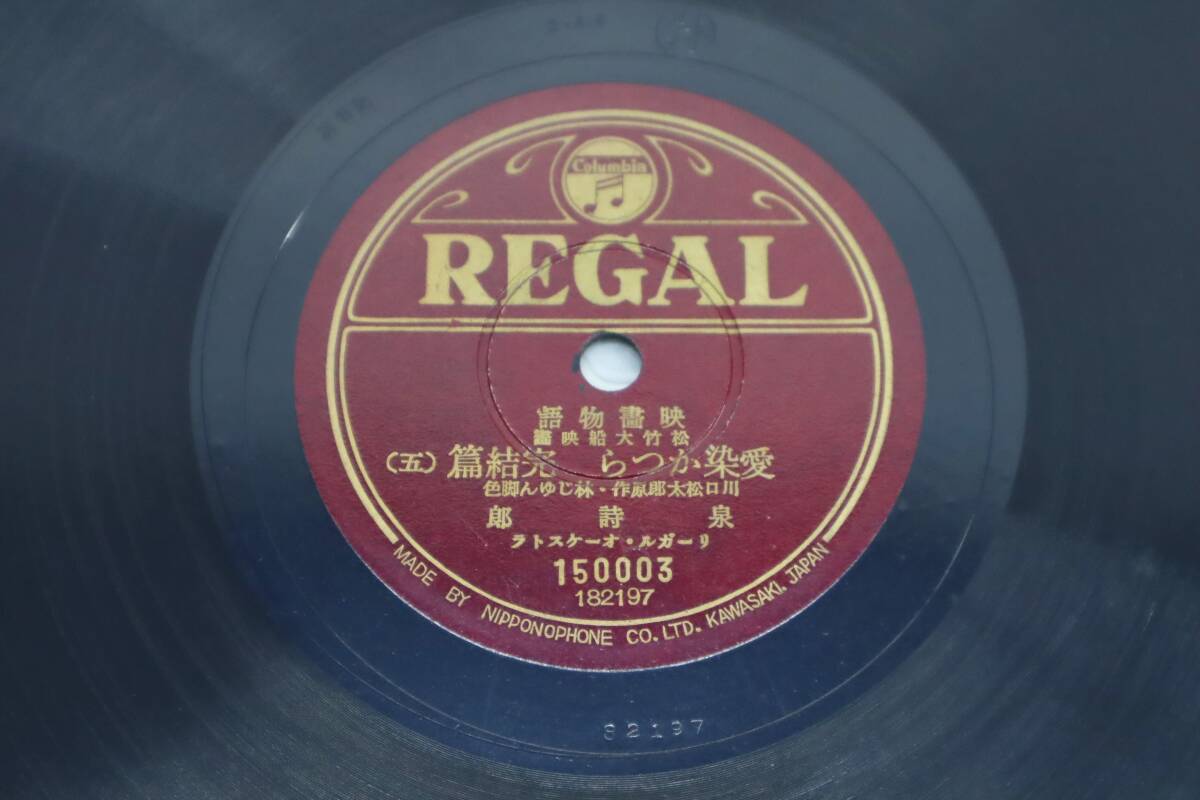 Columbia
REGAL
映畫物語
松竹大船映畫
愛染かつら 完結篇 (五)
川口松太郎原作・林じゆん脚色
泉詩郎
リーガル・オーケストラ
150003
182197
MADE BY NIPPONOPHONE CO. LTD. KAWASAKI, JAPAN
82197